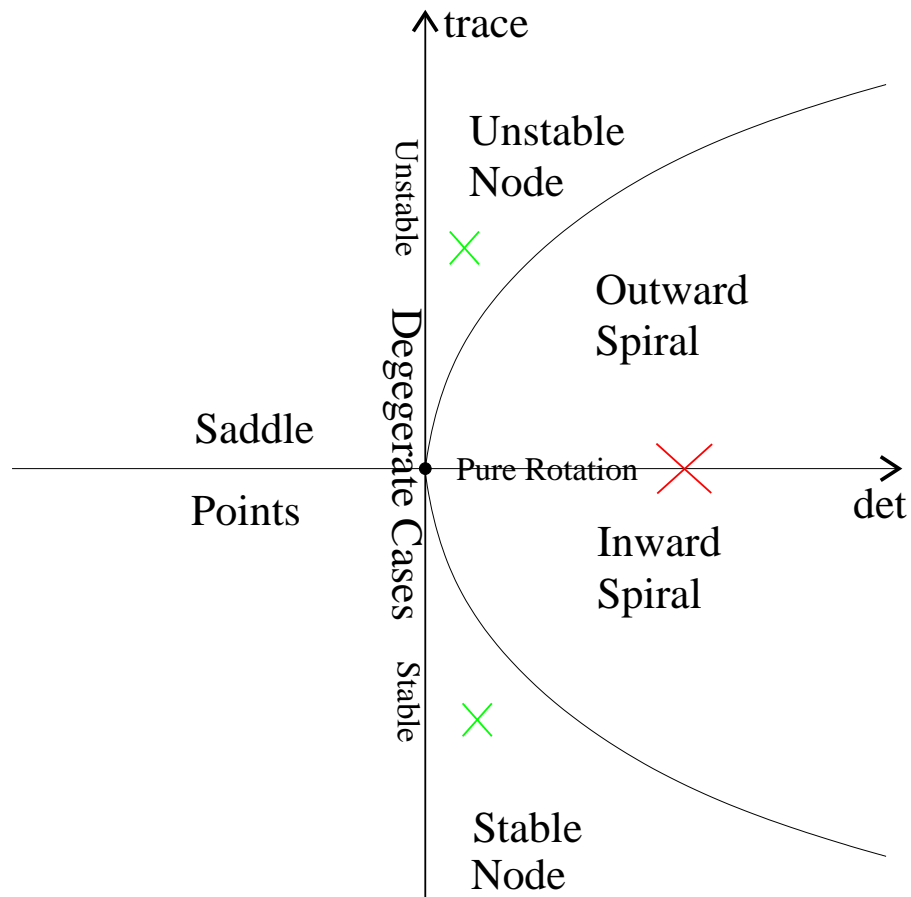 trace
Unstable
Node
Unstable
Outward
Spiral
Degegerate Cases
Saddle
Pure Rotation
Points
det
Inward
Spiral
Stable
Stable
Node